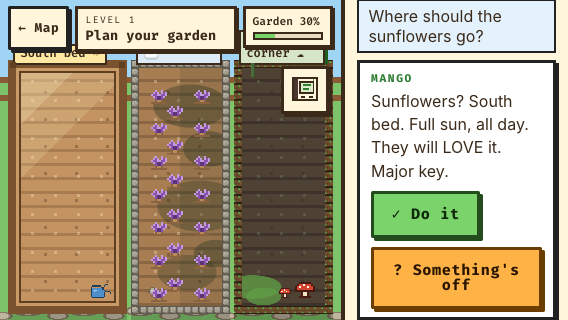 ← Map
LEVEL 1
Plan your garden
Garden 30%
South bed
corner ☁
Where should the
sunflowers go?
MANGO
Sunflowers? South
bed. Full sun, all day.
They will LOVE it.
Major key.
✓ Do it
? Something's
off